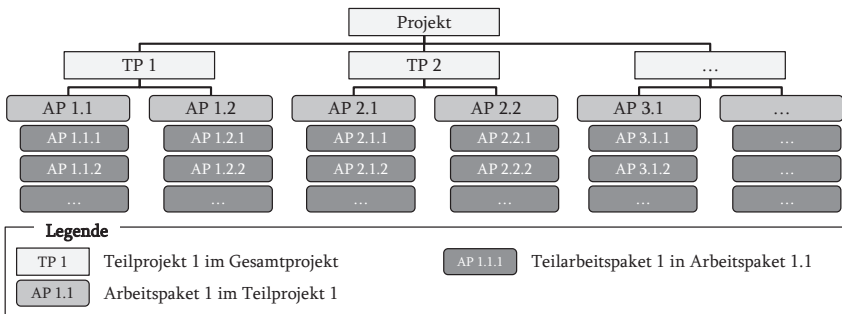 Projekt
TP 1 TP 2 …
AP 1.1 AP 1.2 AP 2.1 AP 2.2 AP 3.1 …
AP 1.1.1 AP 1.2.1 AP 2.1.1 AP 2.2.1 AP 3.1.1 …
AP 1.1.2 AP 1.2.2 AP 2.1.2 AP 2.2.2 AP 3.1.2 …
… … … … … …
Legende
TP 1 Teilprojekt 1 im Gesamtprojekt AP 1.1.1 Teilarbeitspaket 1 in Arbeitspaket 1.1
AP 1.1 Arbeitspaket 1 im Teilprojekt 1